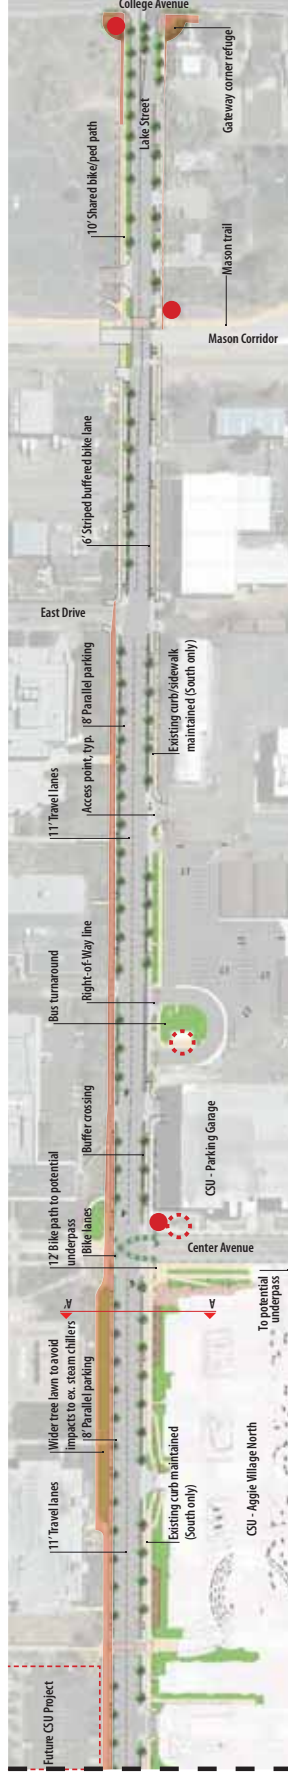 College Avenue
Lake Street
Gateway corner refuge
10' Shared bike/ped path
Mason trail
Mason Corridor
6' Striped buffered bike lane
East Drive
8' Parallel parking
Existing curb/sidewalk
maintained (South only)
Access point, typ.
11' Travel lanes
Right-of-Way line
Bus turnaround
Buffer crossing
CSU - Parking Garage
12' Bike path to potential
underpass
Bike lanes
Center Avenue
To potential
underpass
A'
A
Wider tree lawn to avoid
impacts to ex. steam chillers
8' Parallel parking
Existing curb maintained
(South only)
CSU - Aggie Village North
11' Travel lanes
Future CSU Project